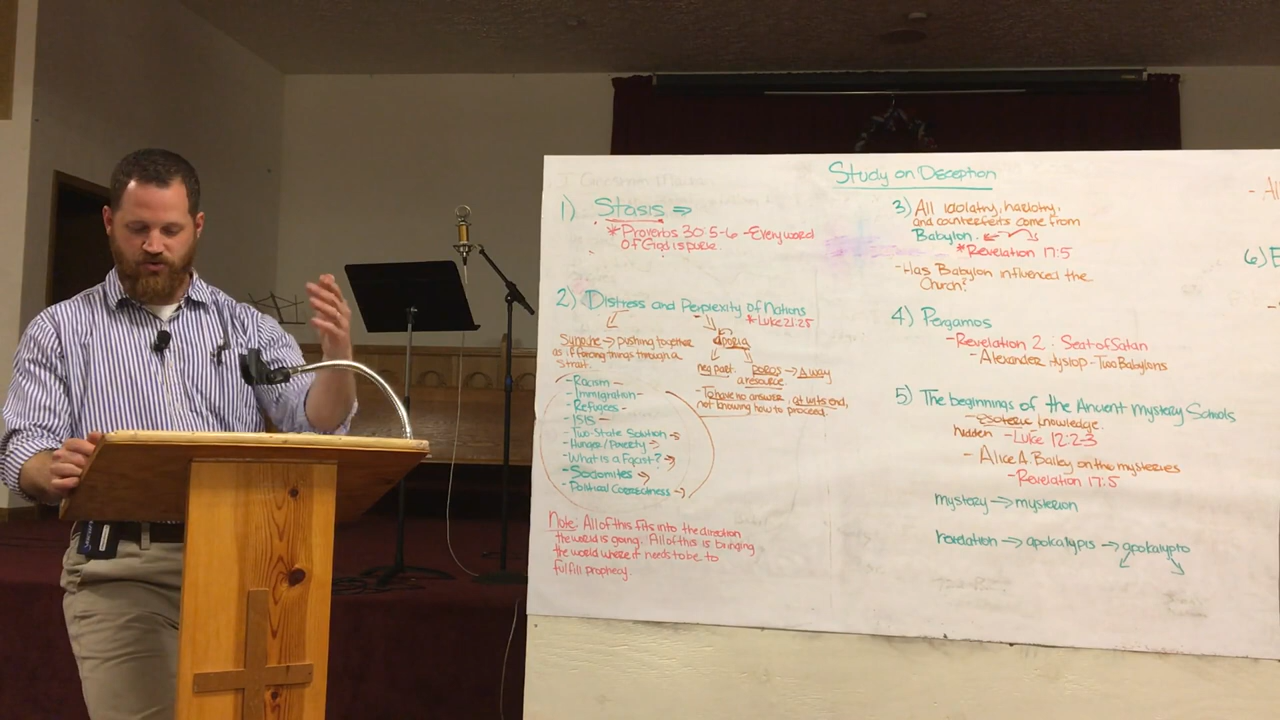 Study on Deception
1) Stasis ⇒
*Proverbs 30:5-6 - Every word
of God is pure.
2) Distress and Perplexity of Nations
*Luke 21:25
Synoche → pushing together
as if forcing things through a
strait.
aporia
neg part. poros → A way
a resource.
- To have no answer, at wits end,
not knowing how to proceed.
- Racism -
- Immigration -
- Refugees -
- ISIS -
- Two-State Solution →
- Hunger/Poverty →
- What is a Facist? →
- Sodomites →
- Political Correctness →
Note: All of this fits into the direction
the world is going. All of this is bringing
the world where it needs to be to
fulfill prophecy.
3) All idolatry, harlotry,
and counterfeits come from
Babylon.
*Revelation 17:5
- Has Babylon influenced the
Church?
4) Pergamos
- Revelation 2: Seat of Satan
- Alexander Hyslop - Two Babylons
5) The beginnings of the Ancient mystery Schools
- Esoteric knowledge.
hidden - Luke 12:2-3
- Alice A. Bailey on the mysteries
- Revelation 17:5
mystery → mysterion
revelation → apokalypis → apokalypto
6) E